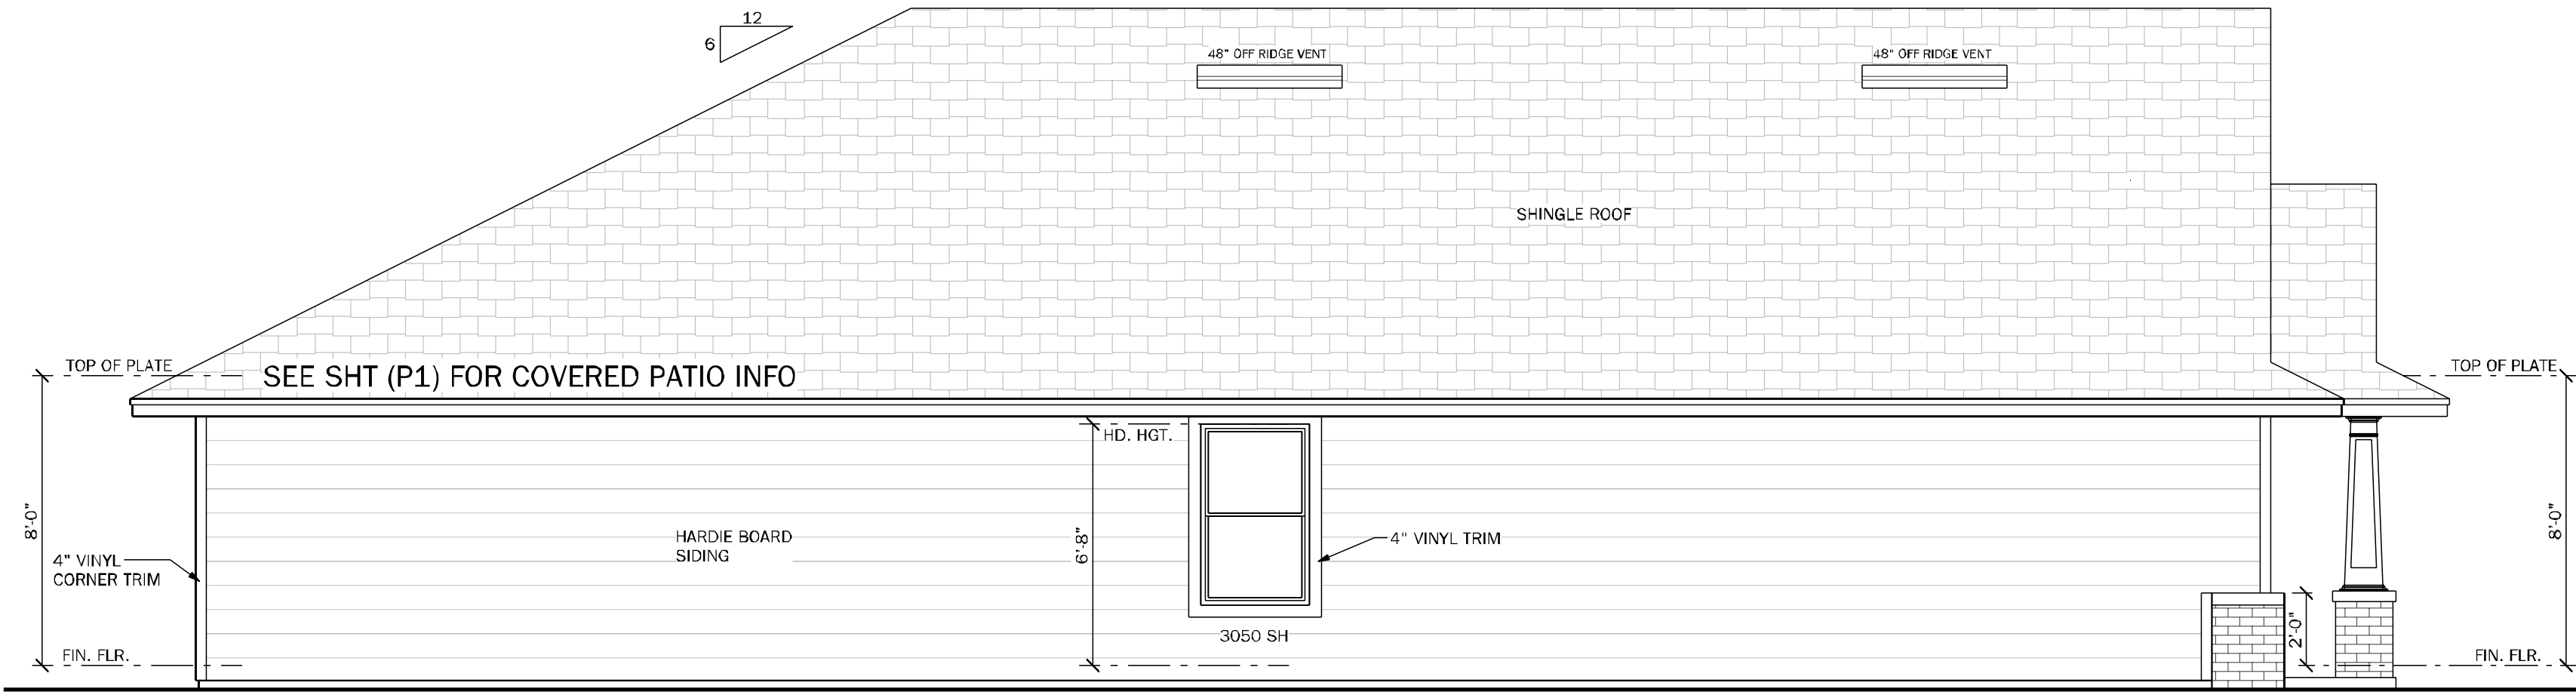 12
6
48" OFF RIDGE VENT
48" OFF RIDGE VENT
SHINGLE ROOF
TOP OF PLATE
SEE SHT (P1) FOR COVERED PATIO INFO
TOP OF PLATE
HD. HGT.
8'-0"
6'-8"
8'-0"
HARDIE BOARD
SIDING
4" VINYL TRIM
4" VINYL
CORNER TRIM
2'-0"
3050 SH
FIN. FLR.
FIN. FLR.